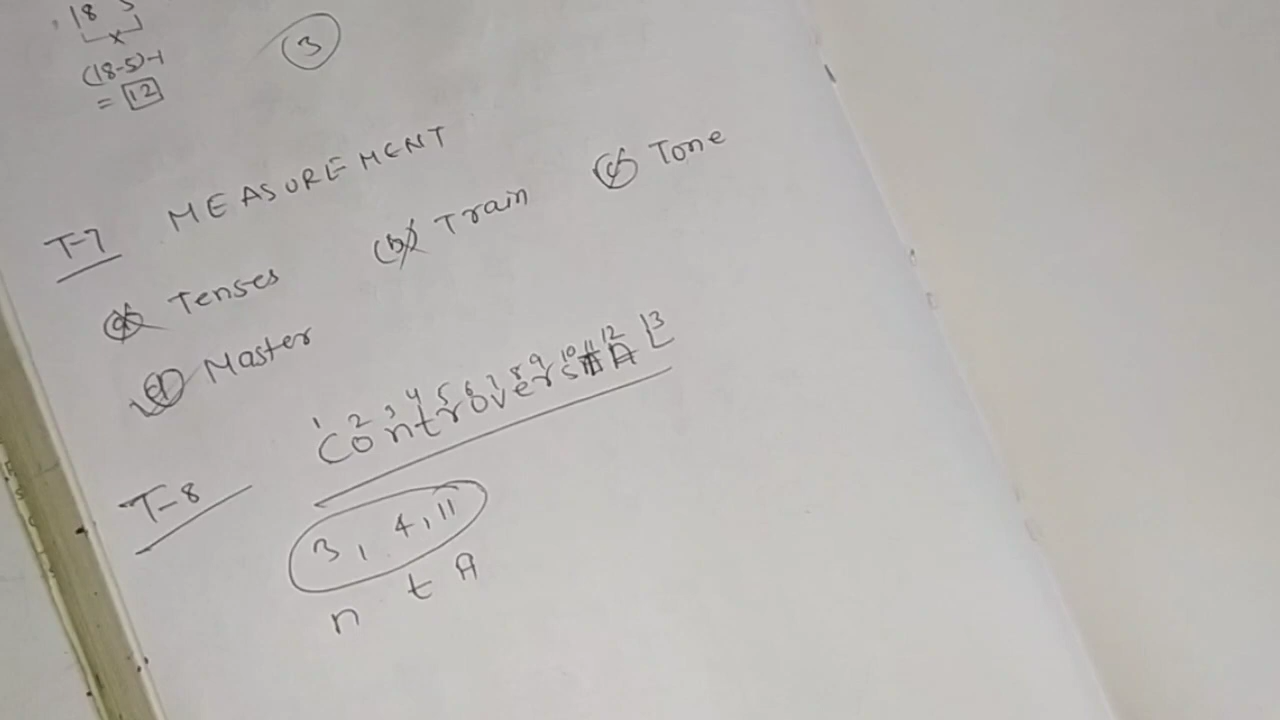 18 5
×
(18-5)-1
= 12
3
T-7 MEASUREMENT
(a) Tenses (b) Train (c) Tone
(d) Master
1 2 3 4 5 6 7 8 9 10 11 12 13
T-8 ControversIAL
3, 4, 11
n t A